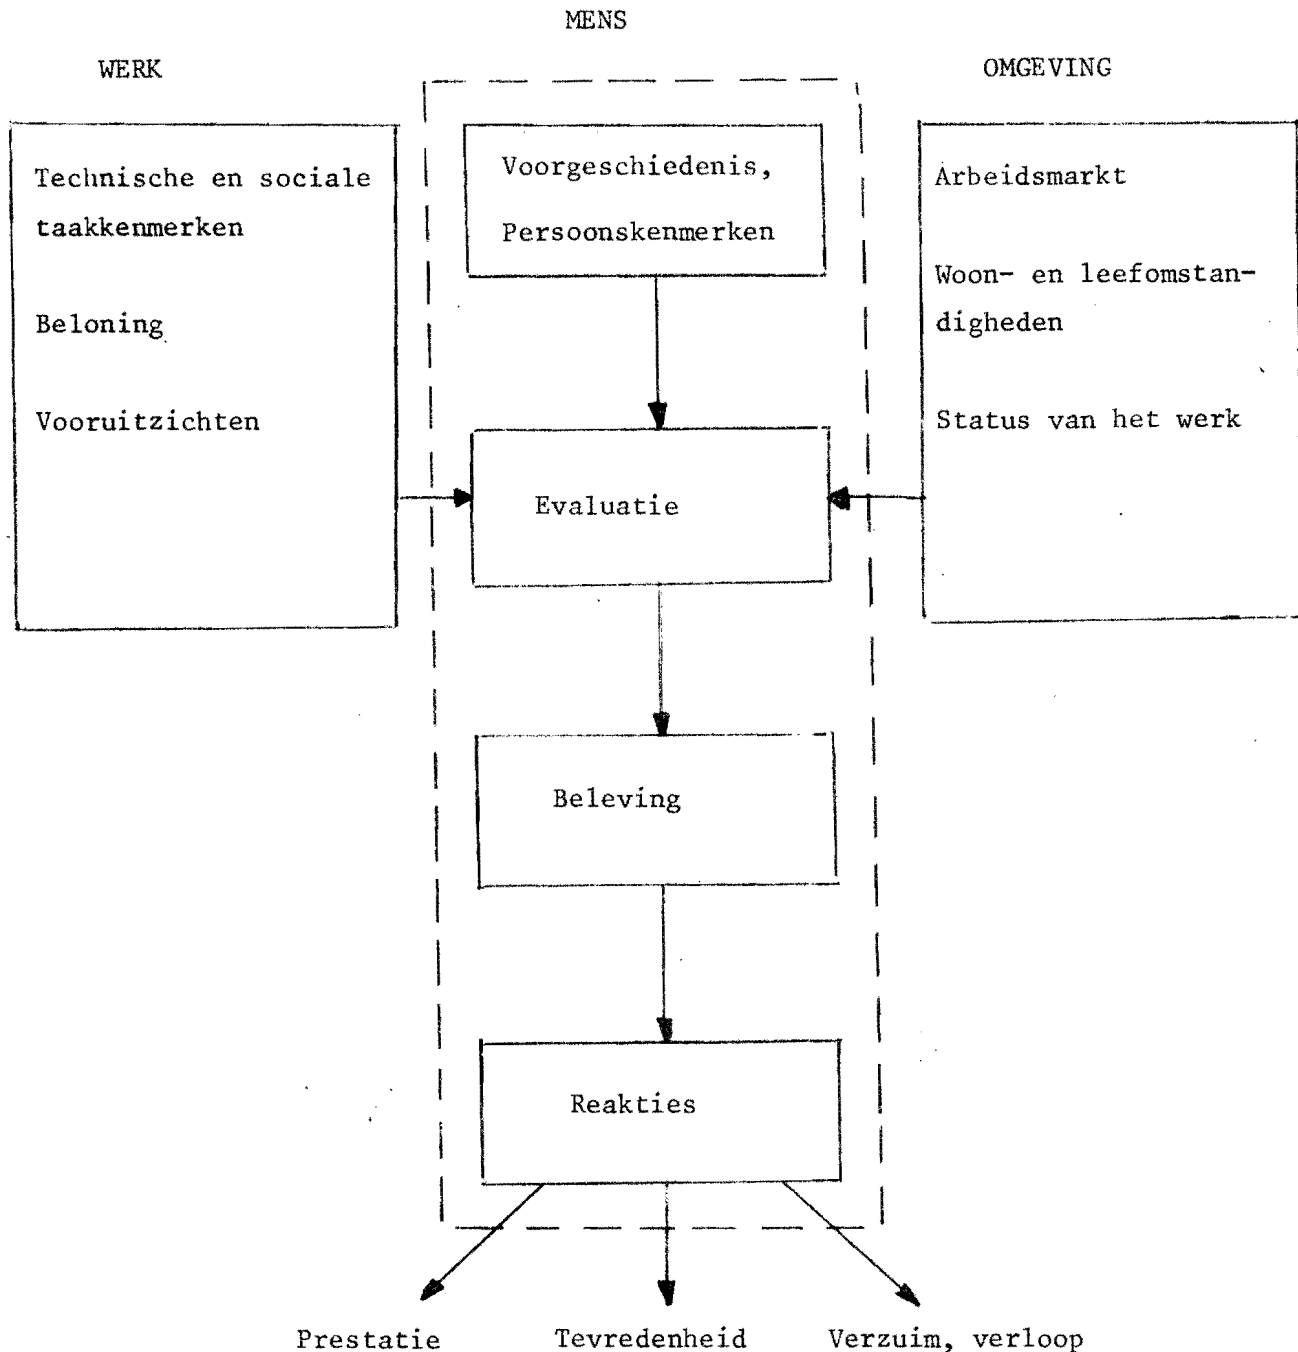 MENS
WERK
OMGEVING
Technische en sociale
taakkenmerken
Beloning
Vooruitzichten
Voorgeschiedenis,
Persoonskenmerken
Arbeidsmarkt
Woon- en leefomstan-
digheden
Status van het werk
Evaluatie
Beleving
Reakties
Prestatie
Tevredenheid
Verzuim, verloop